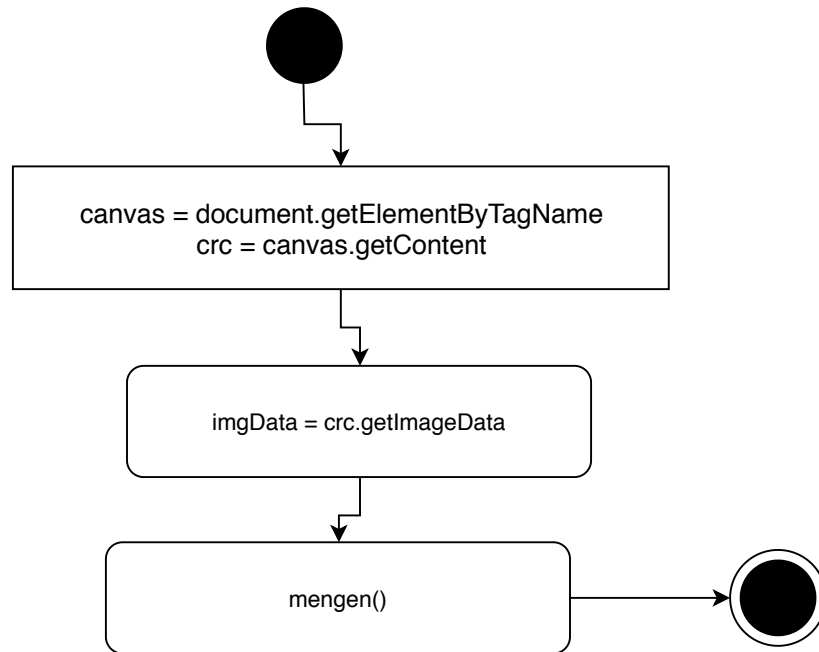 canvas = document.getElementByTagName
crc = canvas.getContent
imgData = crc.getImageData
mengen()